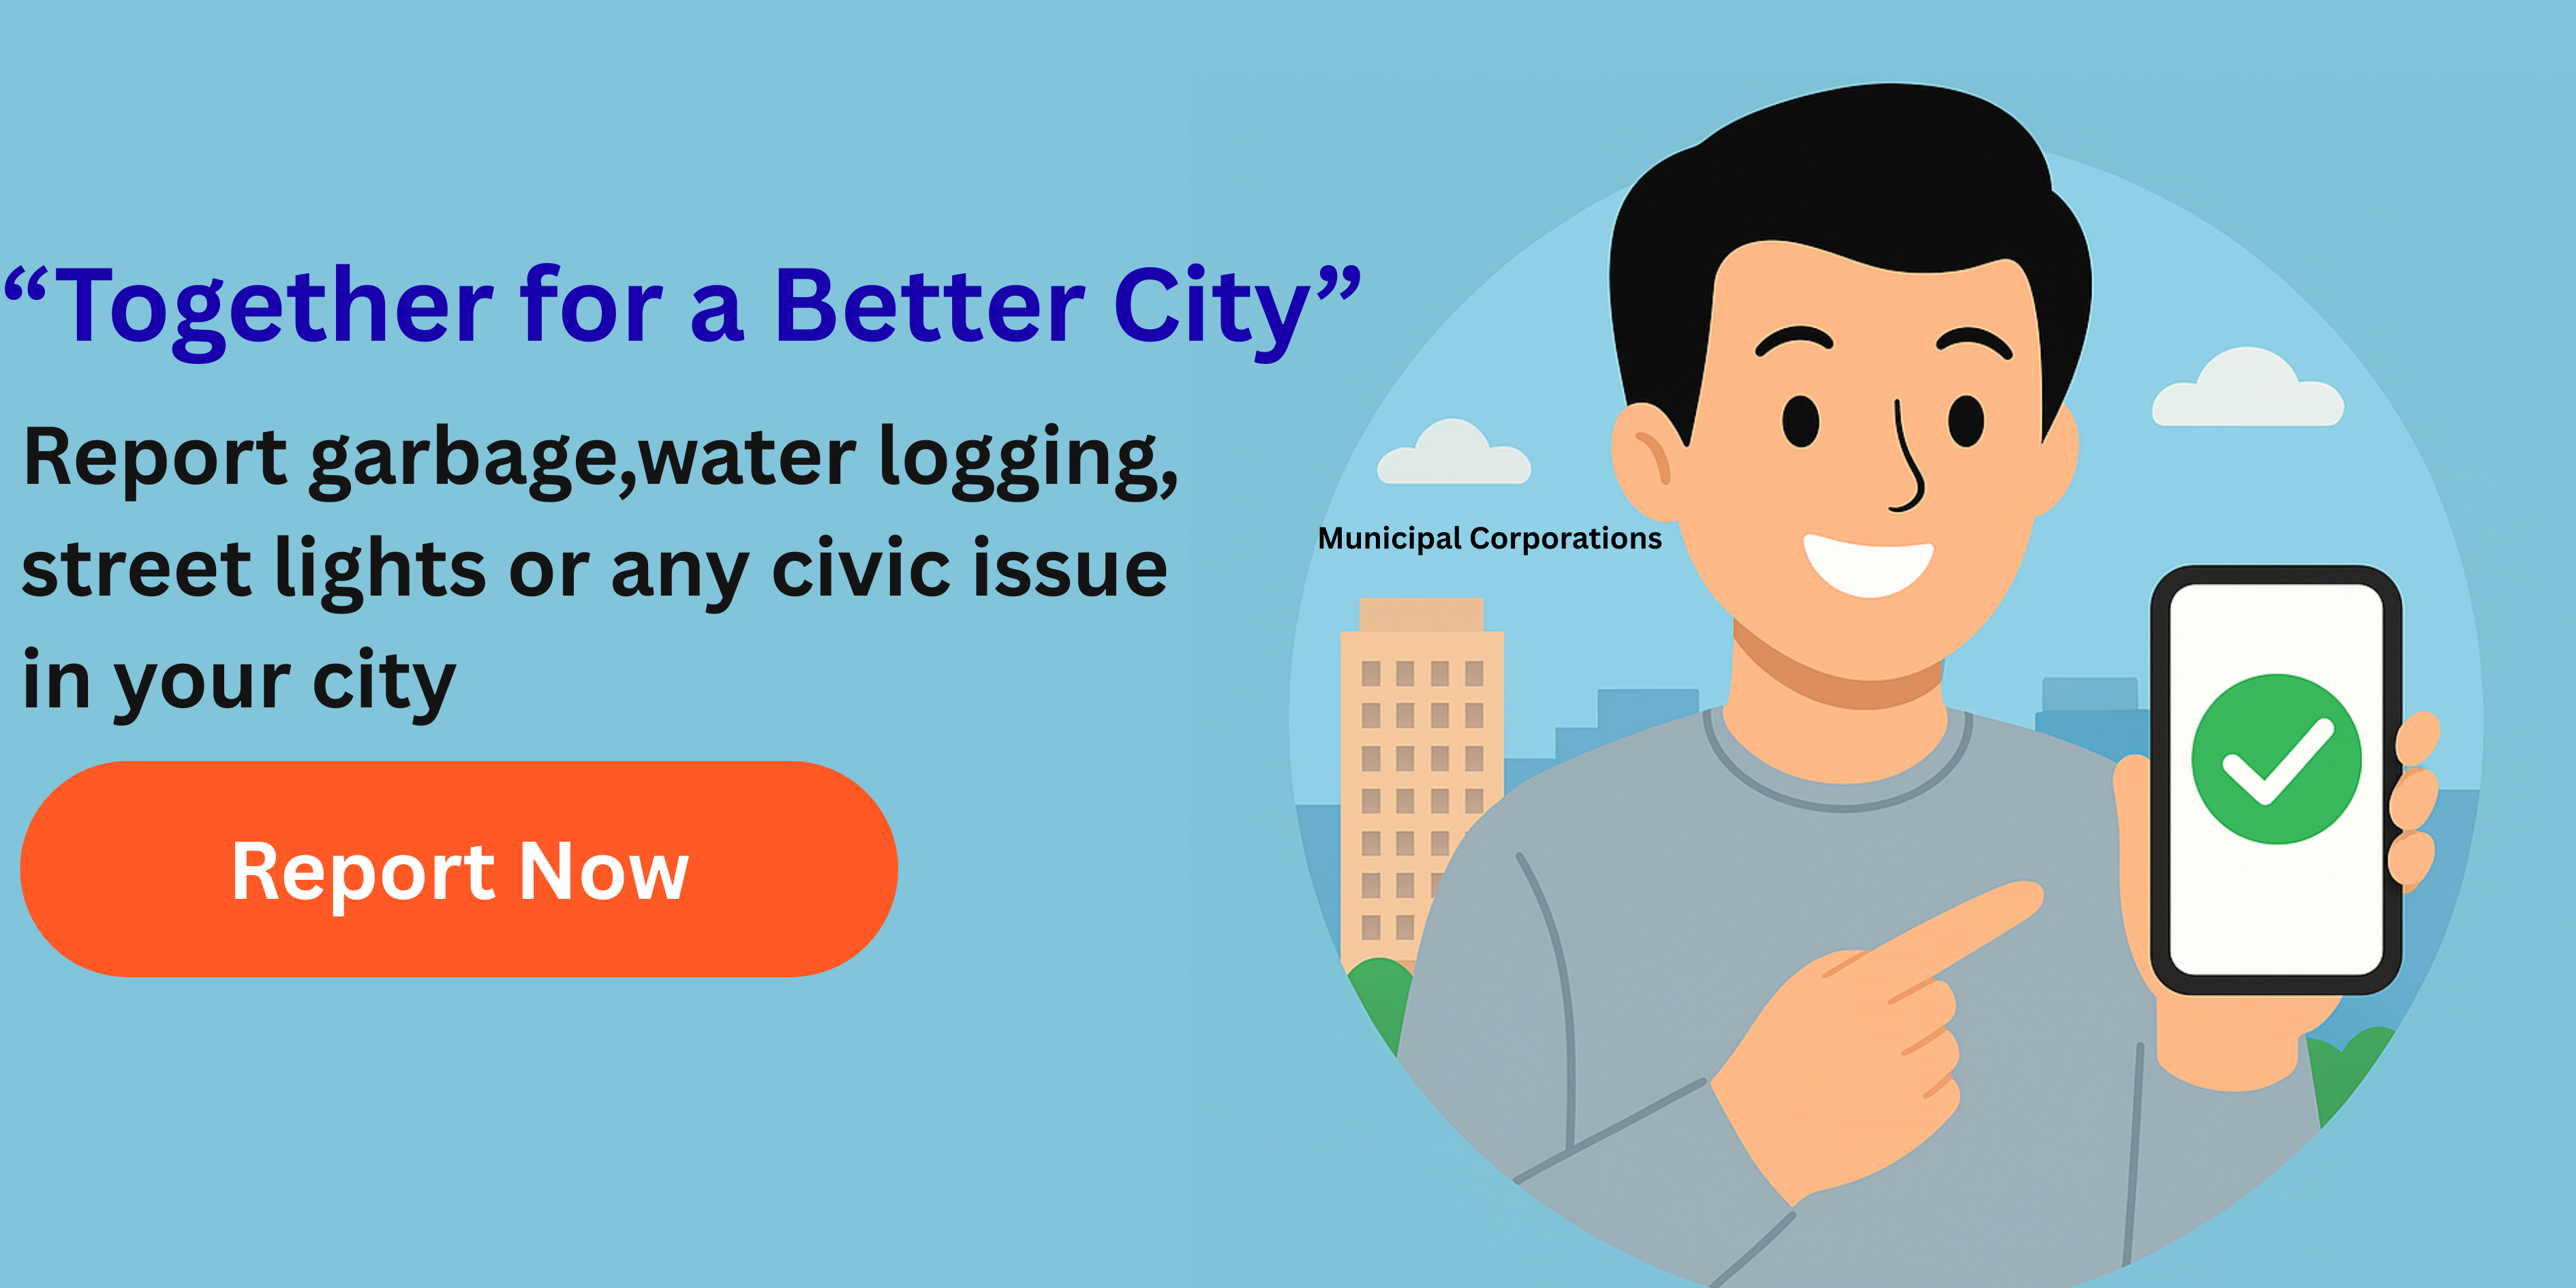 “Together for a Better City”
Report garbage,water logging,
street lights or any civic issue
in your city
Report Now
Municipal Corporations